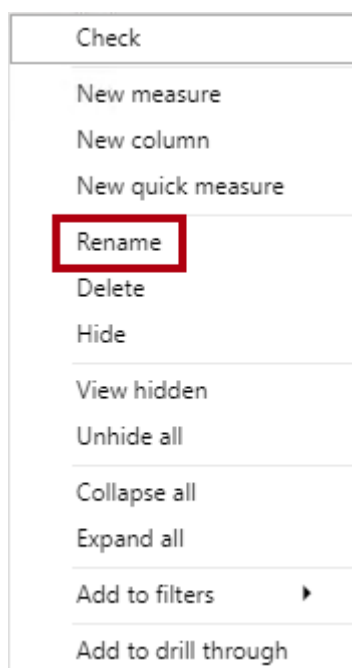 Check
New measure
New column
New quick measure
Rename
Delete
Hide
View hidden
Unhide all
Collapse all
Expand all
Add to filters
Add to drill through